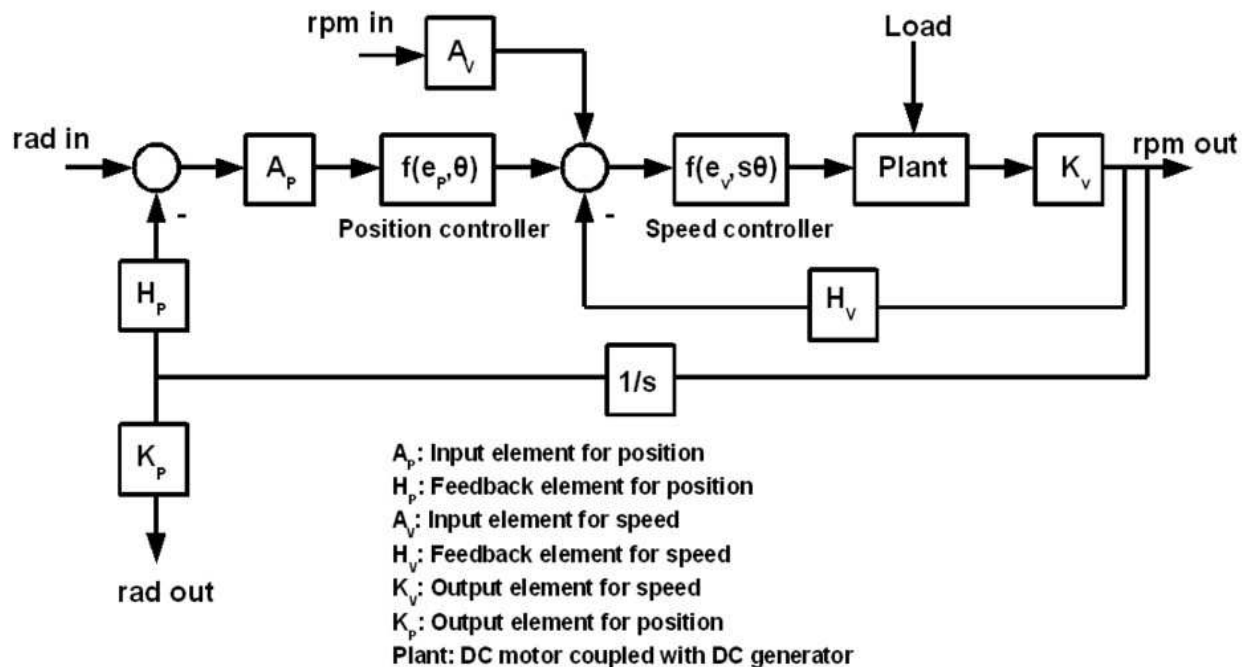 rpm in
A_V
Load
rad in
rpm out
A_P
f(e_P,θ)
f(e_V,sθ)
Plant
K_V
-
-
Position controller
Speed controller
H_P
H_V
1/s
K_P
rad out
A_P: Input element for position
H_P: Feedback element for position
A_V: Input element for speed
H_V: Feedback element for speed
K_V: Output element for speed
K_P: Output element for position
Plant: DC motor coupled with DC generator